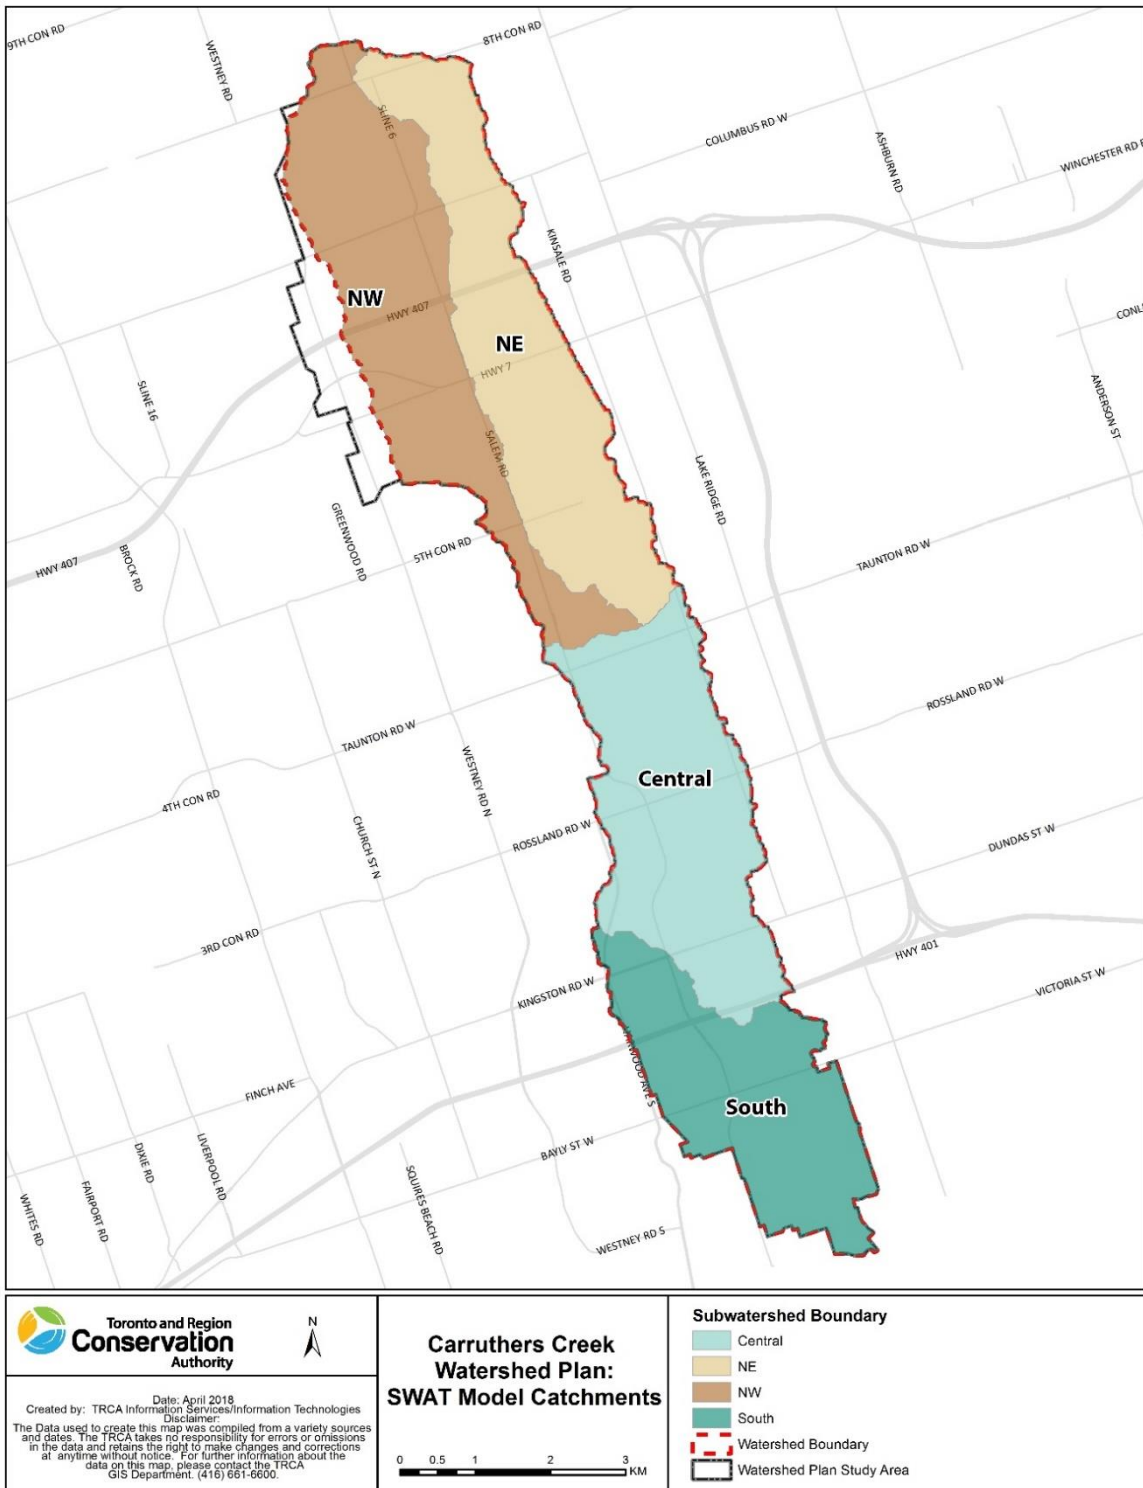 9TH CON RD
WESTNEY RD
8TH CON RD
SLINE 6
COLUMBUS RD W
ASHBURN RD
WINCHESTER RD
KINSALE RD
NW
HWY 407
NE
HWY 7
SLINE 16
SALEM RD
ANDERSON ST
LAKE RIDGE RD
GREENWOOD RD
5TH CON RD
HWY 407
BROCK RD
TAUNTON RD W
ROSSLAND RD W
TAUNTON RD W
WESTNEY RD N
Central
4TH CON RD
CHURCH ST N
ROSSLAND RD W
DUNDAS ST W
3RD CON RD
HWY 401
KINGSTON RD W
VICTORIA ST W
FINCH AVE
South
BAYLY ST W
DIXIE RD
LIVERPOOL RD
FAIRPORT RD
WHITES RD
SQUIRES BEACH RD
WESTNEY RD S
Toronto and Region
Conservation
Authority
N
Date: April 2018
Created by: TRCA Information Services/Information Technologies
Disclaimer:
The Data used to create this map was compiled from a variety sources
and dates. The TRCA takes no responsibility for errors or omissions
in the data and retains the right to make changes and corrections
at anytime without notice. For further information about the
data on this map, please contact the TRCA
GIS Department. (416) 661-6600.
Carruthers Creek
Watershed Plan:
SWAT Model Catchments
0 0.5 1 2 3
KM
Subwatershed Boundary
Central
NE
NW
South
Watershed Boundary
Watershed Plan Study Area